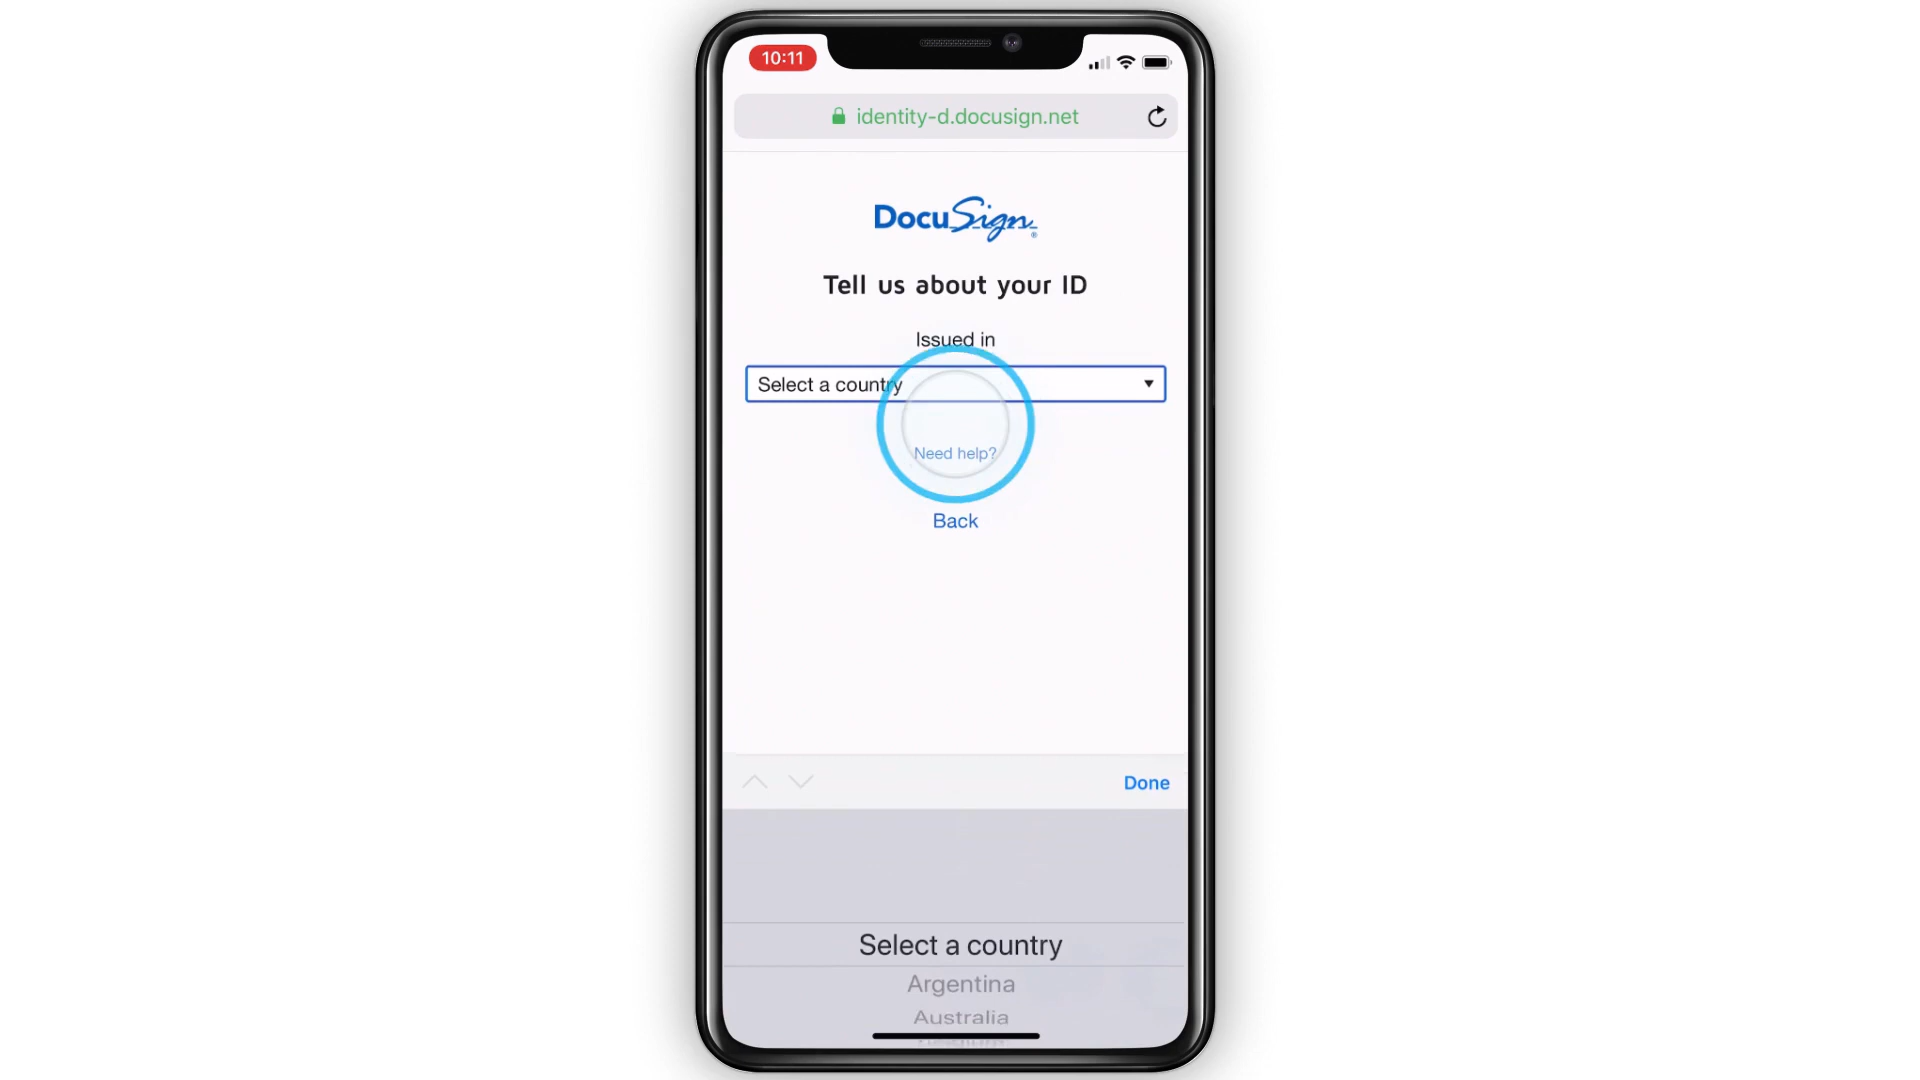 10:11
identity-d.docusign.net
DocuSign®
Tell us about your ID
Issued in
Select a country
Need help?
Back
Done
Select a country
Argentina
Australia